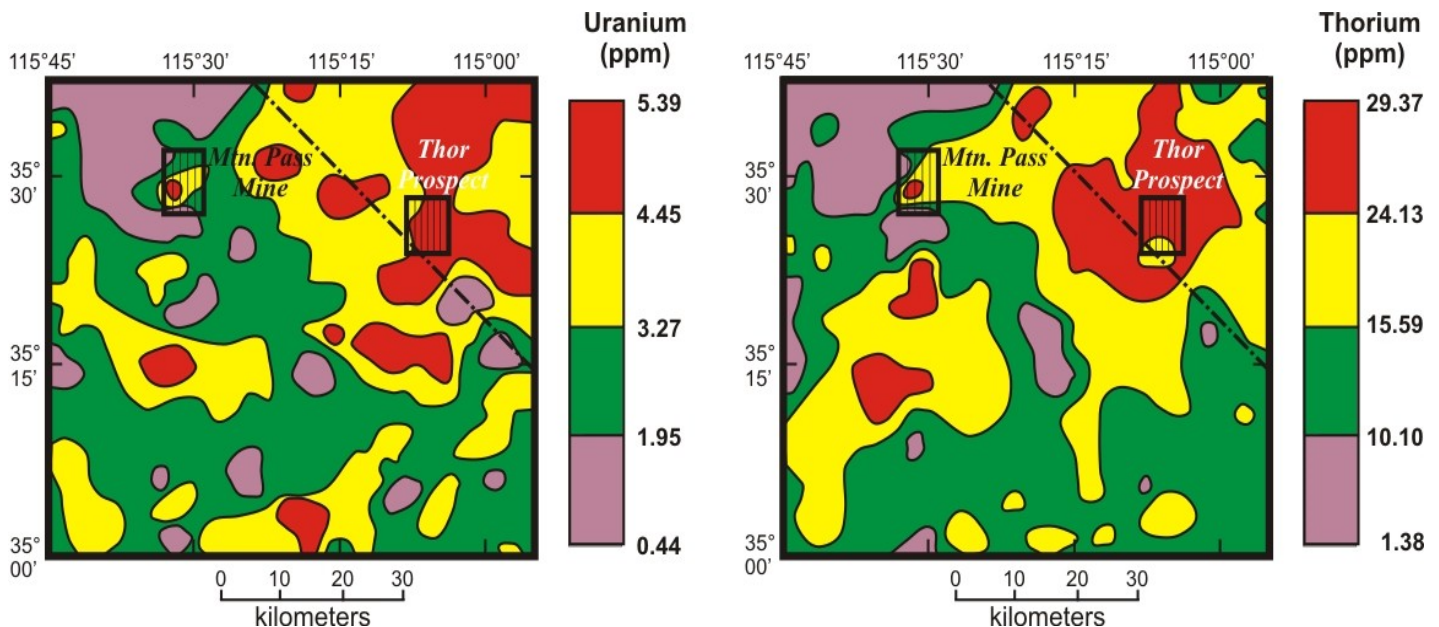 Uranium
(ppm)
115°45’ 115°30’ 115°15’ 115°00’
5.39
4.45
3.27
1.95
0.44
35°
30’
35°
15’
35°
00’
Mtn. Pass
Mine
Thor
Prospect
0 10 20 30
kilometers
Thorium
(ppm)
115°45’ 115°30’ 115°15’ 115°00’
29.37
24.13
15.59
10.10
1.38
35°
30’
35°
15’
35°
00’
Mtn. Pass
Mine
Thor
Prospect
0 10 20 30
kilometers